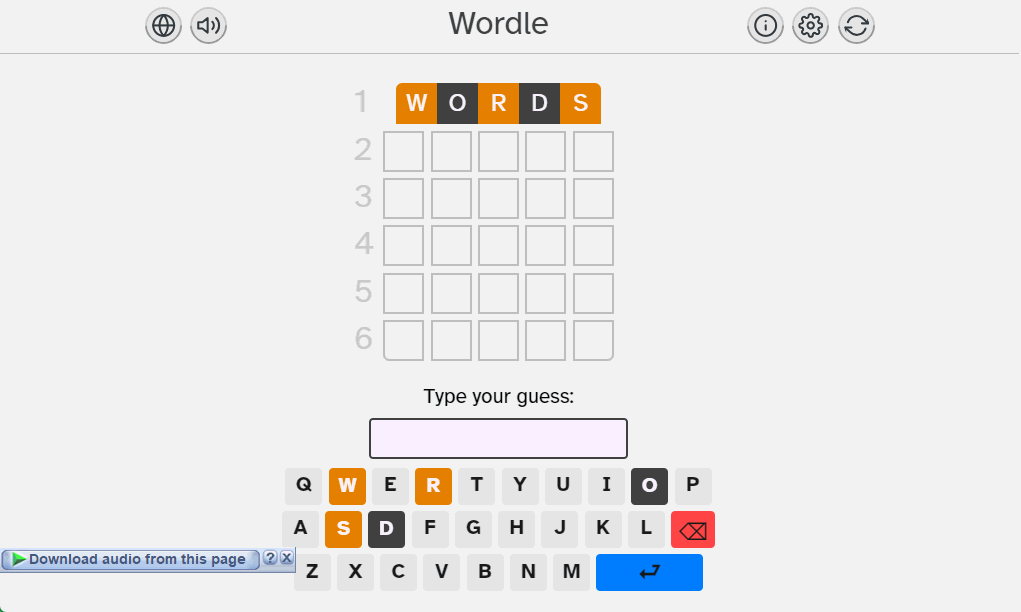 Wordle
1 W O R D S
2
3
4
5
6
Type your guess:
Q W E R T Y U I O P
A S D F G H J K L ⌫
Download audio from this page ? X
Z X C V B N M ⏎